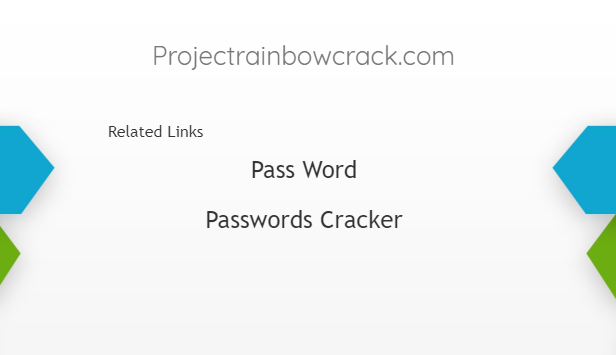 Projectrainbowcrack.com
Related Links
Pass Word
Passwords Cracker